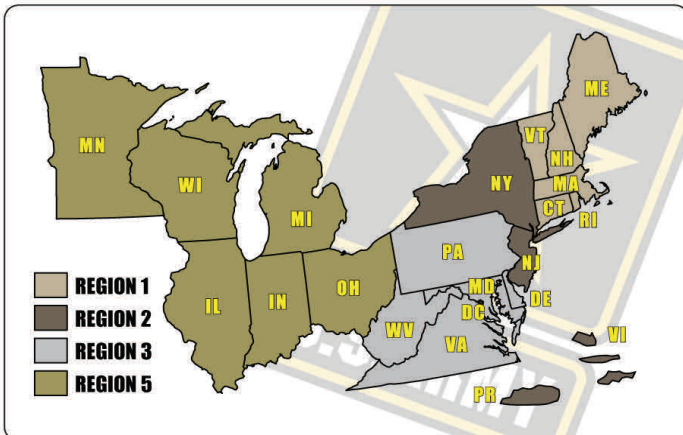 ME
VT
NH
MN
NY
MA
WI
CT
MI
RI
PA
NJ
REGION 1
OH
MD
DE
IL
IN
REGION 2
DC
WV
VI
REGION 3
VA
REGION 5
PR
U.S. ARMY